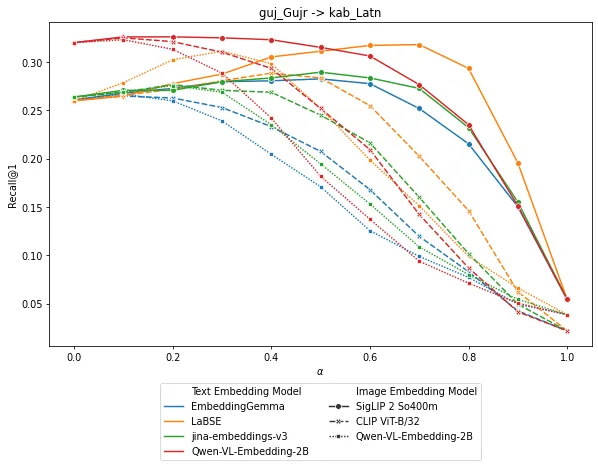 guj_Gujr -> kab_Latn
Recall@1
0.30
0.25
0.20
0.15
0.10
0.05
0.0 0.2 0.4 0.6 0.8 1.0
α
Text Embedding Model Image Embedding Model
EmbeddingGemma SigLIP 2 So400m
LaBSE CLIP ViT-B/32
jina-embeddings-v3 Qwen-VL-Embedding-2B
Qwen-VL-Embedding-2B